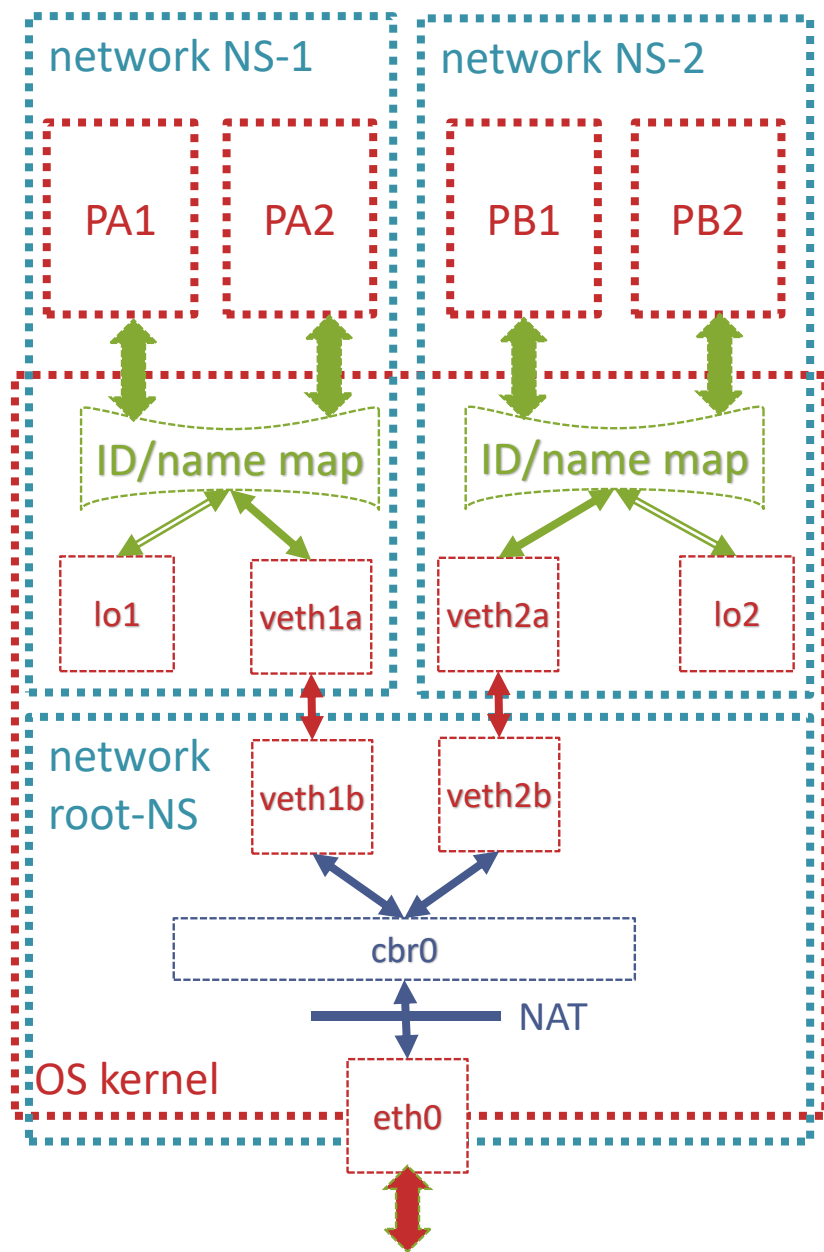 network NS-1
network NS-2
PA1
PA2
PB1
PB2
ID/name map
ID/name map
lo1
veth1a
veth2a
lo2
network
root-NS
veth1b
veth2b
cbr0
NAT
OS kernel
eth0